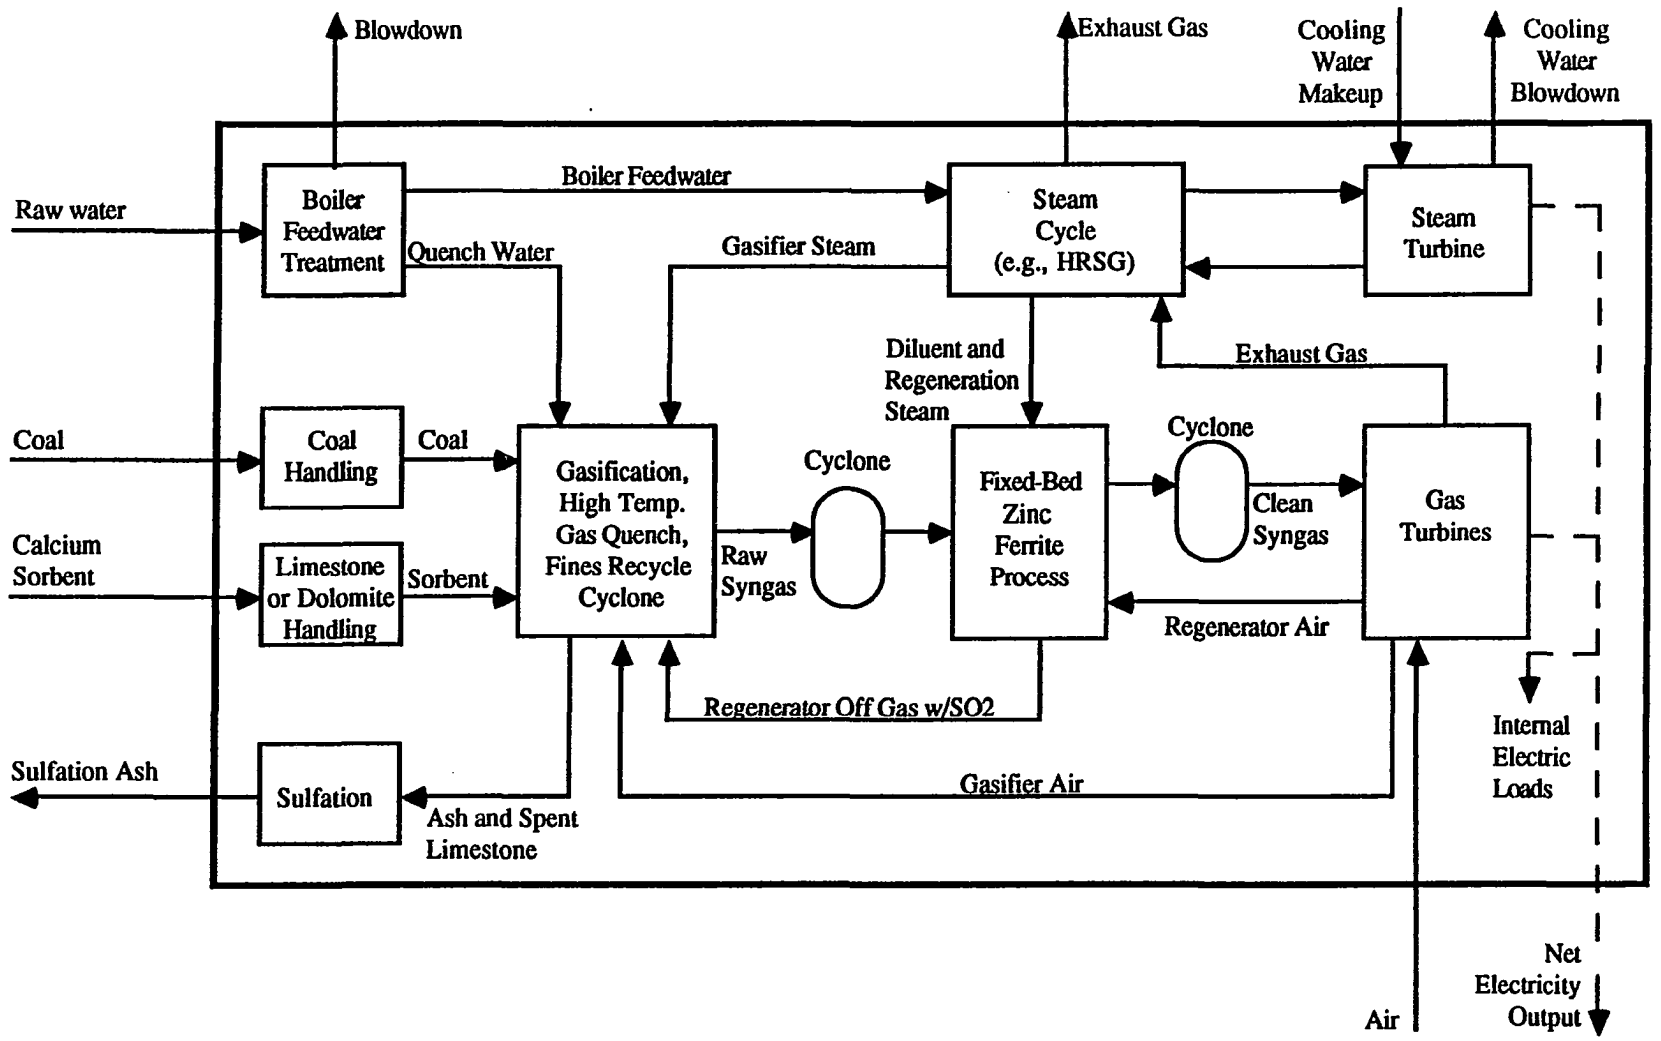 Blowdown
Exhaust Gas
Cooling
Water
Makeup
Cooling
Water
Blowdown
Raw water
Boiler
Feedwater
Treatment
Boiler Feedwater
Quench Water
Gasifier Steam
Steam
Cycle
(e.g., HRSG)
Steam
Turbine
Diluent and
Regeneration
Steam
Exhaust Gas
Coal
Coal
Handling
Coal
Gasification,
High Temp.
Gas Quench,
Fines Recycle
Cyclone
Cyclone
Raw
Syngas
Fixed-Bed
Zinc
Ferrite
Process
Cyclone
Clean
Syngas
Gas
Turbines
Calcium
Sorbent
Limestone
or Dolomite
Handling
Sorbent
Regenerator Air
Regenerator Off Gas w/SO2
Internal
Electric
Loads
Sulfation Ash
Sulfation
Ash and Spent
Limestone
Gasifier Air
Air
Net
Electricity
Output